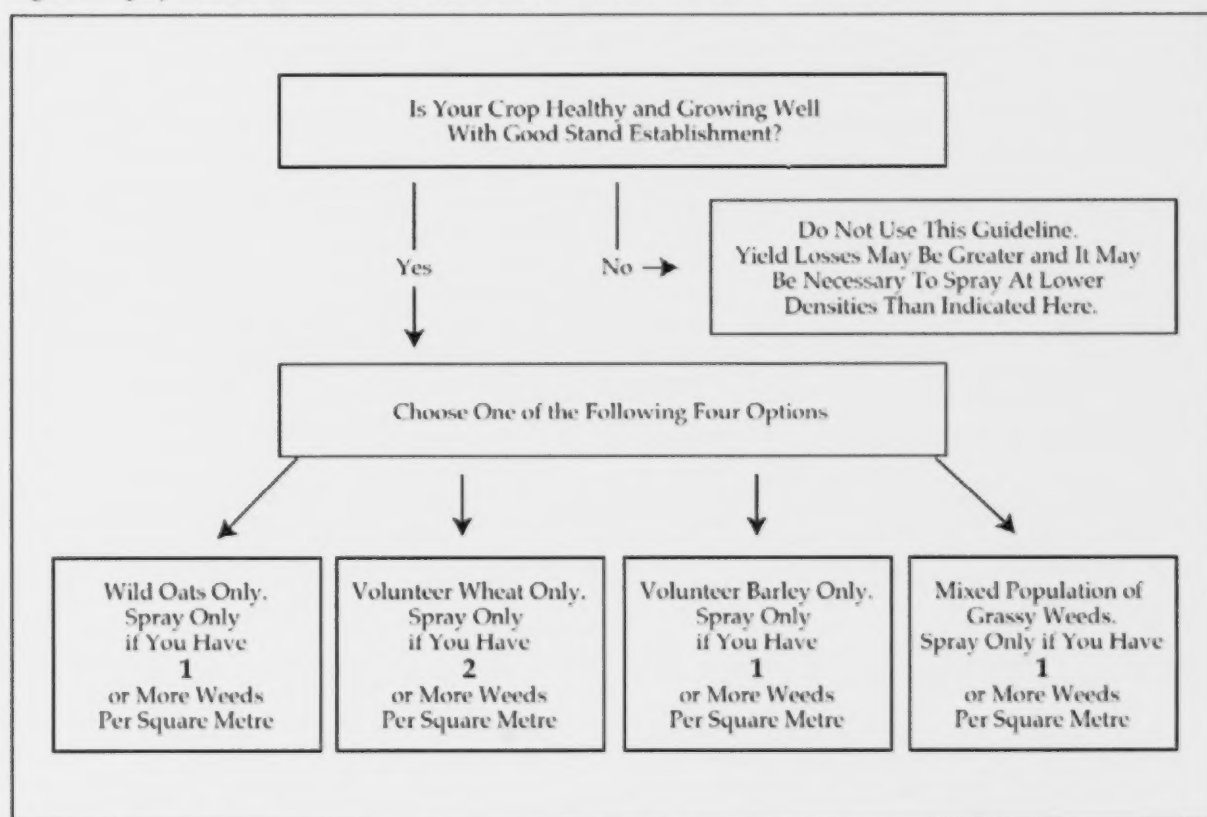 Is Your Crop Healthy and Growing Well
With Good Stand Establishment?
Yes
No
Do Not Use This Guideline.
Yield Losses May Be Greater and It May
Be Necessary To Spray At Lower
Densities Than Indicated Here.
Choose One of the Following Four Options
Wild Oats Only.
Spray Only
if You Have
1
or More Weeds
Per Square Metre
Volunteer Wheat Only.
Spray Only
if You Have
2
or More Weeds
Per Square Metre
Volunteer Barley Only.
Spray Only
if You Have
1
or More Weeds
Per Square Metre
Mixed Population of
Grassy Weeds.
Spray Only if You Have
1
or More Weeds
Per Square Metre